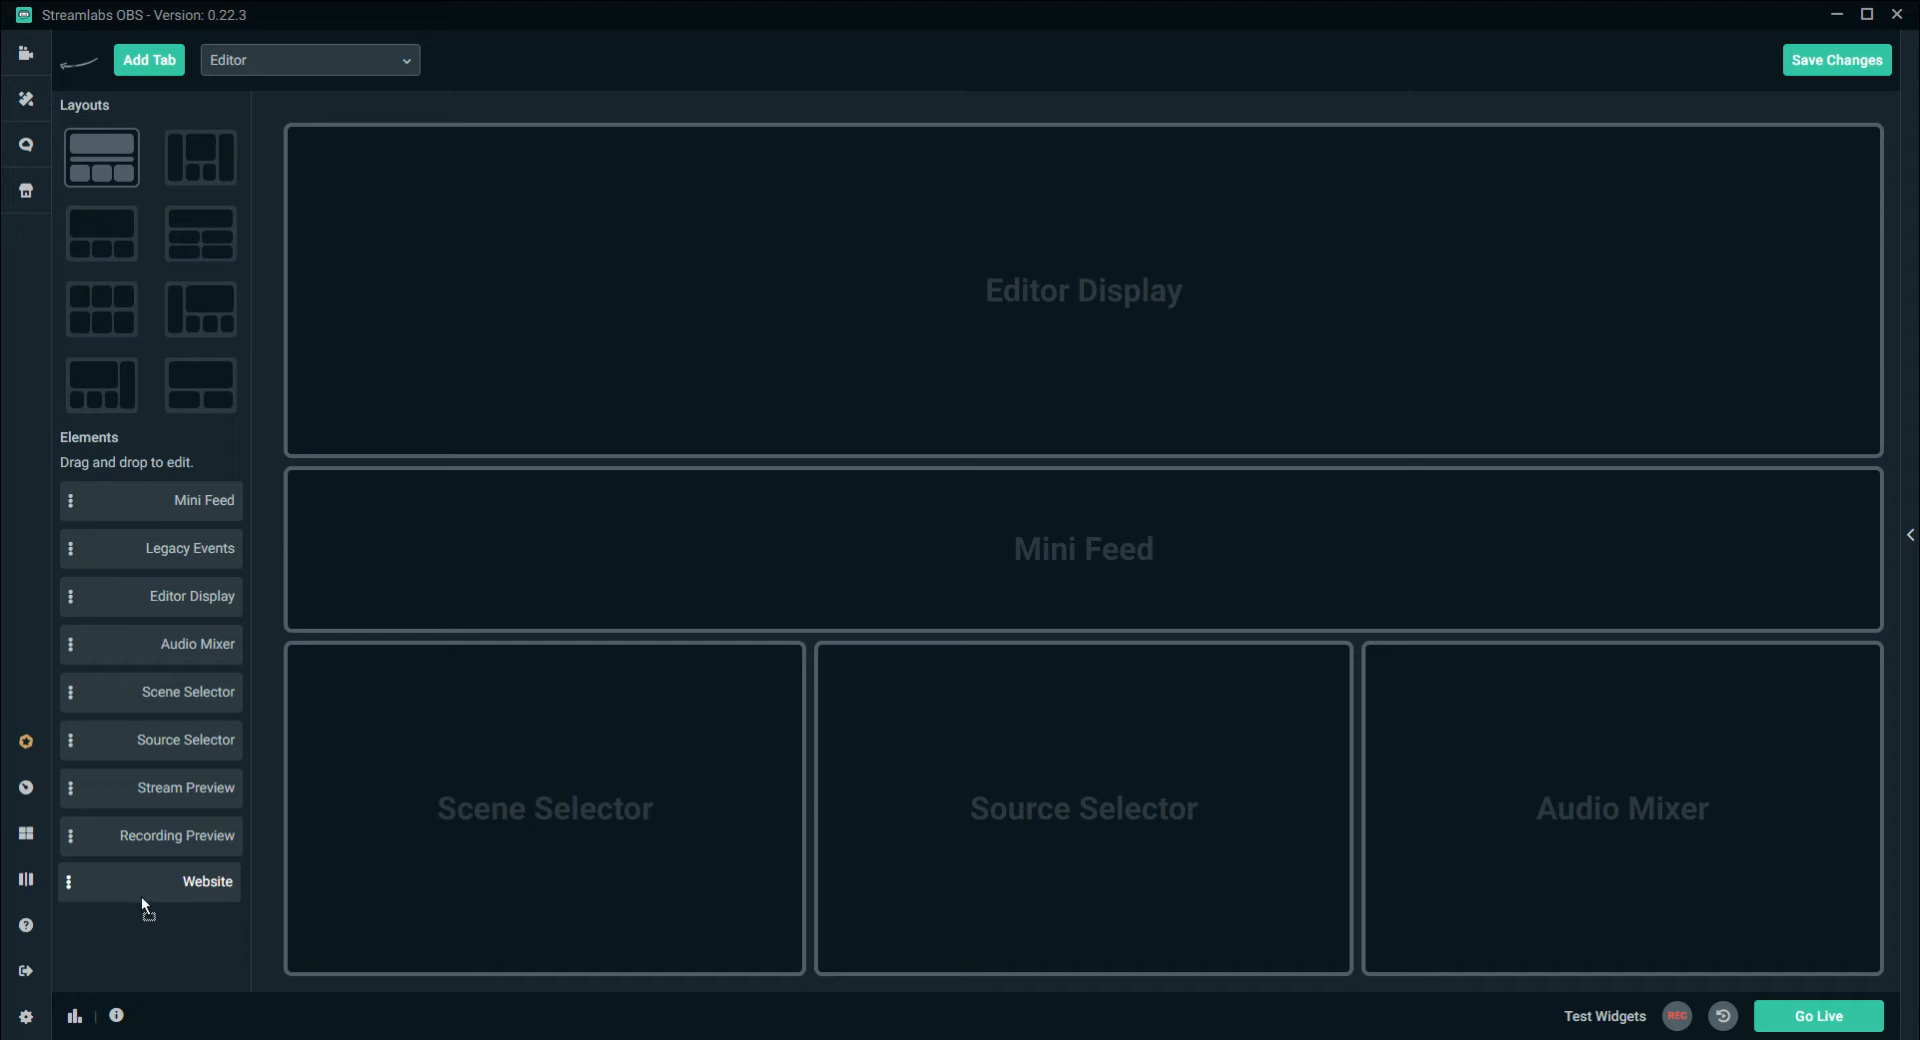 Streamlabs OBS - Version: 0.22.3
Add Tab
Editor
Save Changes
Layouts
Elements
Drag and drop to edit.
Mini Feed
Legacy Events
Editor Display
Audio Mixer
Scene Selector
Source Selector
Stream Preview
Recording Preview
Website
Editor Display
Mini Feed
Scene Selector
Source Selector
Audio Mixer
Test Widgets
REC
Go Live